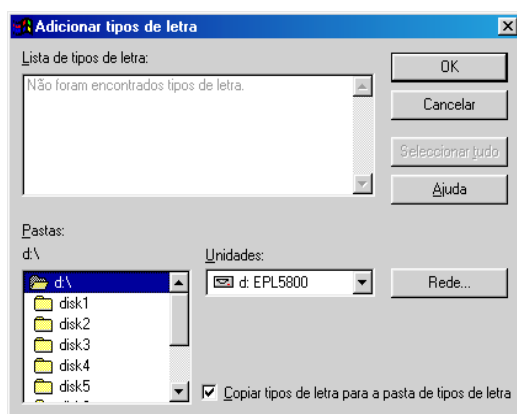 Adicionar tipos de letra
Lista de tipos de letra:
Não foram encontrados tipos de letra.
OK
Cancelar
Seleccionar tudo
Ajuda
Pastas:
d:\
Unidades:
d:\
disk1
disk2
disk3
disk4
disk5
d: EPL5800
Rede...
Copiar tipos de letra para a pasta de tipos de letra